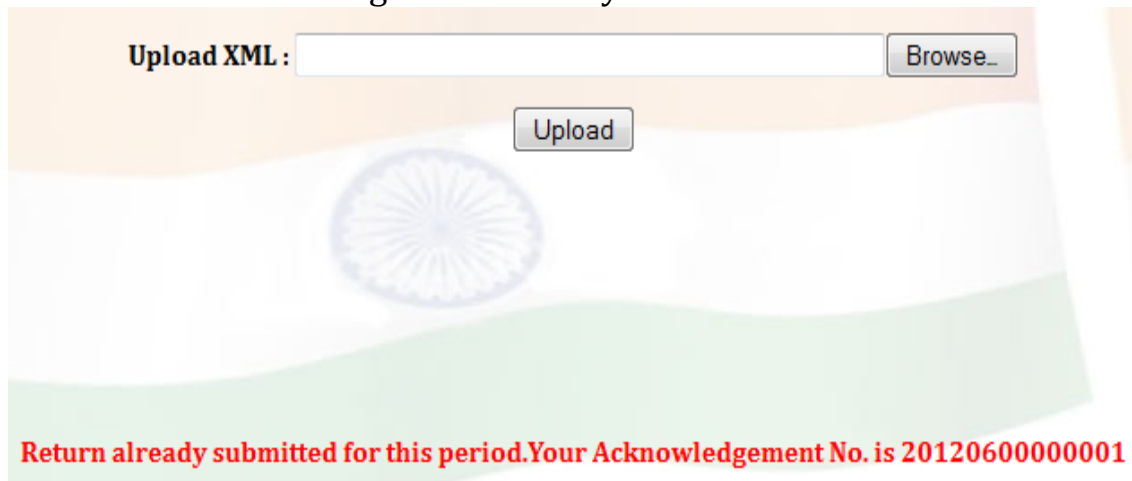 Upload XML :
Browse...
Upload
Return already submitted for this period.Your Acknowledgement No. is 20120600000001